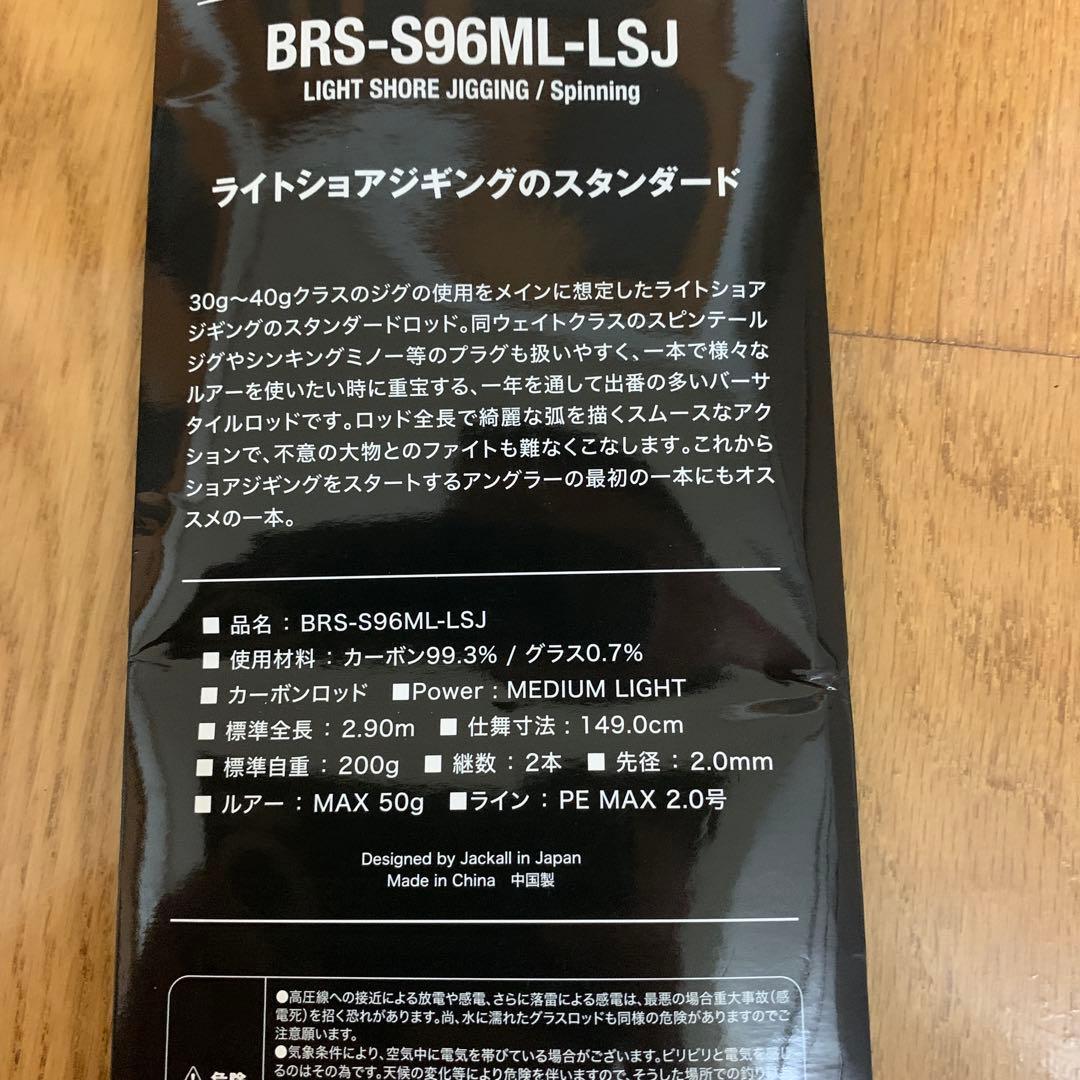 BRS-S96ML-LSJ
LIGHT SHORE JIGGING / Spinning
ライトショアジギングのスタンダード
30g〜40gクラスのジグの使用をメインに想定したライトショア
ジギングのスタンダードロッド。同ウェイトクラスのスピンテール
ジグやシンキングミノー等のプラグも扱いやすく、一本で様々な
ルアーを使いたい時に重宝する、一年を通して出番の多いバーサ
タイルロッドです。ロッド全長で綺麗な弧を描くスムースなアク
ションで、不意の大物とのファイトも難なくこなします。これから
ショアジギングをスタートするアングラーの最初の一本にもオス
スメの一本。
■ 品名：BRS-S96ML-LSJ
■ 使用材料：カーボン99.3% / グラス0.7%
■ カーボンロッド ■Power：MEDIUM LIGHT
■ 標準全長：2.90m ■ 仕舞寸法：149.0cm
■ 標準自重：200g ■ 継数：2本 ■ 先径：2.0mm
■ ルアー：MAX 50g ■ライン：PE MAX 2.0号
Designed by Jackall in Japan
Made in China 中国製
●高圧線への接近による放電や感電、さらに落雷による感電は、最悪の場合重大事故(感
電死)を招く恐れがあります。尚、水に濡れたグラスロッドも同様の危険がありますのでご
注意願います。
●気象条件により、空気中に電気を帯びている場合がございます。ピリピリと電気を感じ
るのはその為です。天候の変化等により危険を伴いますので、そうした場所での釣り
⚠ 危険